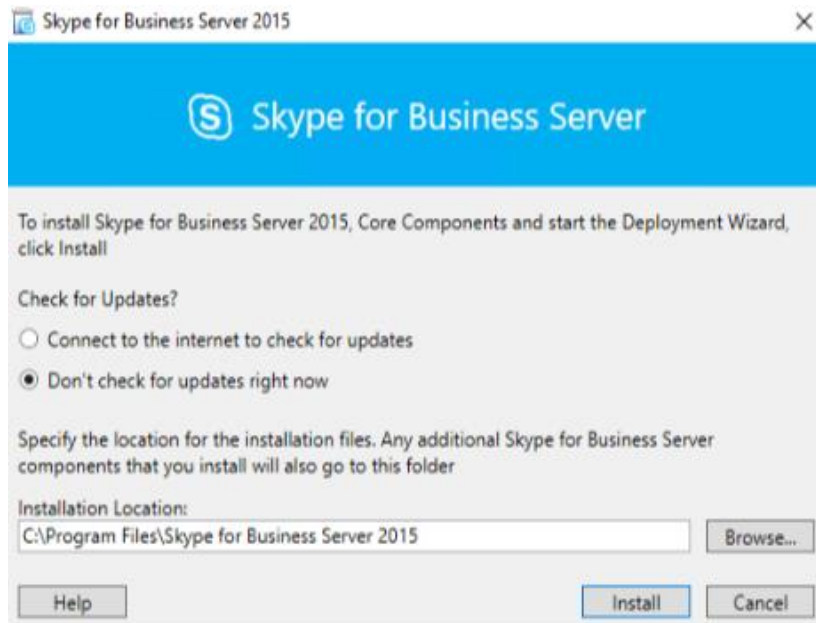 Skype for Business Server 2015
Skype for Business Server
To install Skype for Business Server 2015, Core Components and start the Deployment Wizard,
click Install
Check for Updates?
Connect to the internet to check for updates
Don't check for updates right now
Specify the location for the installation files. Any additional Skype for Business Server
components that you install will also go to this folder
Installation Location:
C:\Program Files\Skype for Business Server 2015
Browse...
Help
Install
Cancel